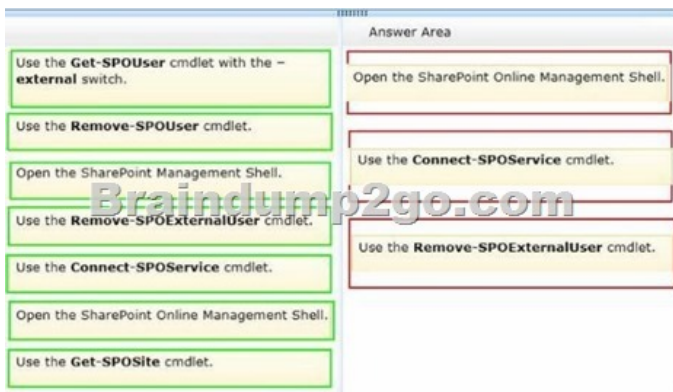 Answer Area
Use the Get-SPOUser cmdlet with the –
external switch.
Use the Remove-SPOUser cmdlet.
Open the SharePoint Management Shell.
Use the Remove-SPOExternalUser cmdlet.
Use the Connect-SPOService cmdlet.
Open the SharePoint Online Management Shell.
Use the Get-SPOSite cmdlet.
Open the SharePoint Online Management Shell.
Use the Connect-SPOService cmdlet.
Use the Remove-SPOExternalUser cmdlet.
Braindump2go.com